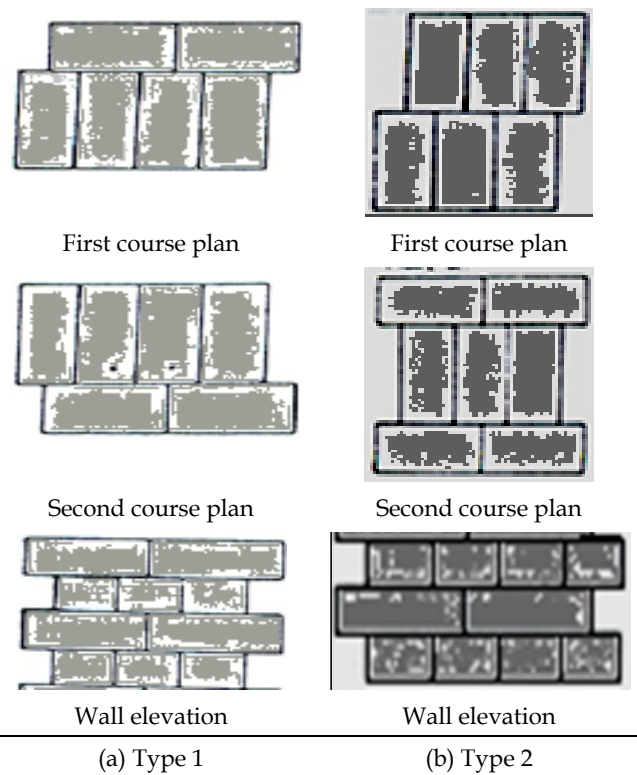 First course plan
First course plan
Second course plan
Second course plan
Wall elevation
Wall elevation
(a) Type 1
(b) Type 2